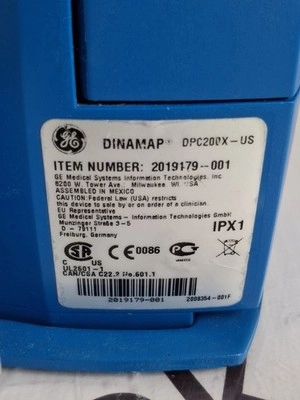 GE
DINAMAP® DPC200X-US
ITEM NUMBER: 2019179-001
GE Medical Systems Information Technologies, Inc
8200 W. Tower Ave., Milwaukee WI. USA
ASSEMBLED IN MEXICO
CAUTION: Federal Law (USA) restricts
this device to sale by or on order of a clinician.
EU Representative
GE Medical Systems - Information Technologies GmbH
Munzinger Straße 3-5
D - 79111
Freiburg, Germany
IPX1
CE 0086
C US
UL2601-1
CAN/CSA C22.2 No.601.1
2019179-001
2009354-001F